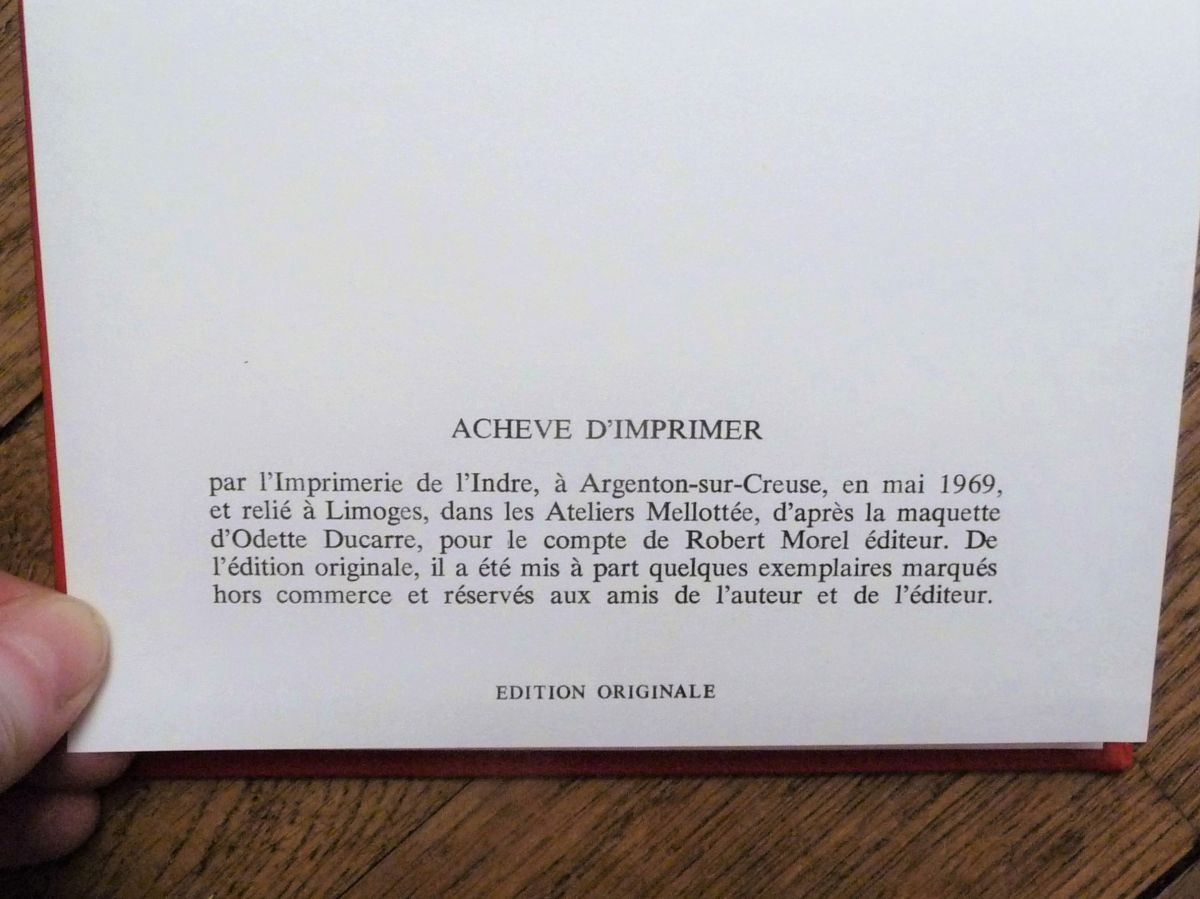 ACHEVE D'IMPRIMER
par l'Imprimerie de l'Indre, à Argenton-sur-Creuse, en mai 1969,
et relié à Limoges, dans les Ateliers Mellottée, d'après la maquette
d'Odette Ducarre, pour le compte de Robert Morel éditeur. De
l'édition originale, il a été mis à part quelques exemplaires marqués
hors commerce et réservés aux amis de l'auteur et de l'éditeur.
EDITION ORIGINALE